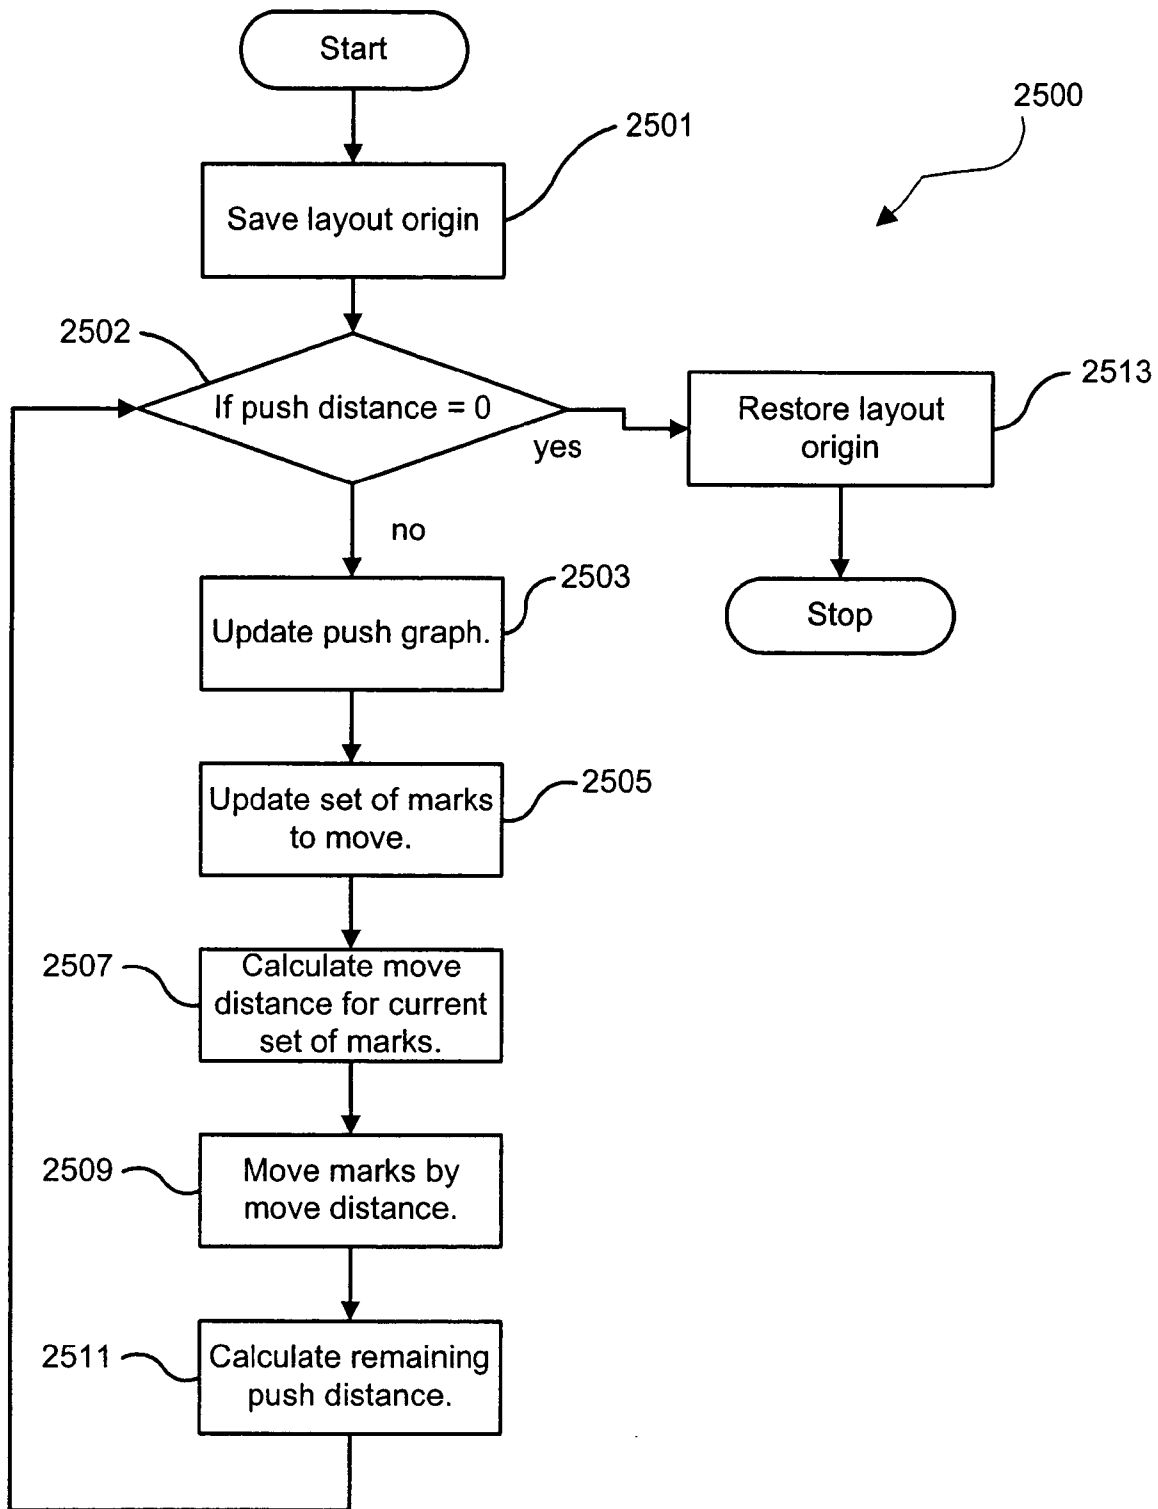 Start
2500
2501
Save layout origin
2502
If push distance = 0
yes
2513
Restore layout
origin
no
Stop
2503
Update push graph.
2505
Update set of marks
to move.
2507
Calculate move
distance for current
set of marks.
2509
Move marks by
move distance.
2511
Calculate remaining
push distance.